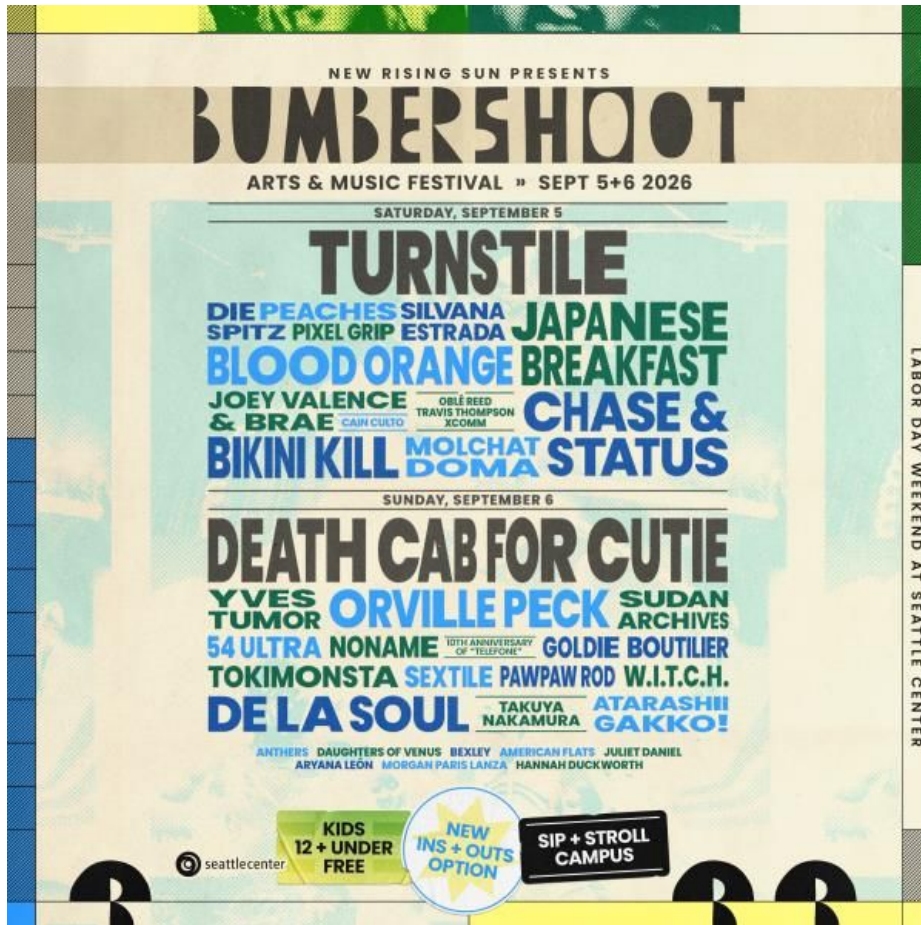 NEW RISING SUN PRESENTS
BUMBERSHOOT
ARTS & MUSIC FESTIVAL » SEPT 5+6 2026
SATURDAY, SEPTEMBER 5
TURNSTILE
DIE SPITZ
PEACHES
PIXEL GRIP
SILVANA ESTRADA
JAPANESE BREAKFAST
BLOOD ORANGE
JOEY VALENCE & BRAE
CAIN CULTO
OBLÉ REED
TRAVIS THOMPSON
XCOMM
CHASE & STATUS
BIKINI KILL
MOLCHAT DOMA
SUNDAY, SEPTEMBER 6
DEATH CAB FOR CUTIE
YVES TUMOR
ORVILLE PECK
SUDAN ARCHIVES
54 ULTRA
NONAME
10TH ANNIVERSARY
OF "TELEFONE"
GOLDIE BOUTILIER
TOKIMONSTA SEXTILE PAWPAW ROD W.I.T.C.H.
DE LA SOUL
TAKUYA NAKAMURA
ATARASHII GAKKO!
ANTHERS DAUGHTERS OF VENUS BEXLEY AMERICAN FLATS JULIET DANIEL
ARYANA LEÓN MORGAN PARIS LANZA HANNAH DUCKWORTH
LABOR DAY WEEKEND AT SEATTLE CENTER
seattlecenter
KIDS
12 + UNDER
FREE
NEW
INS + OUTS
OPTION
SIP + STROLL
CAMPUS